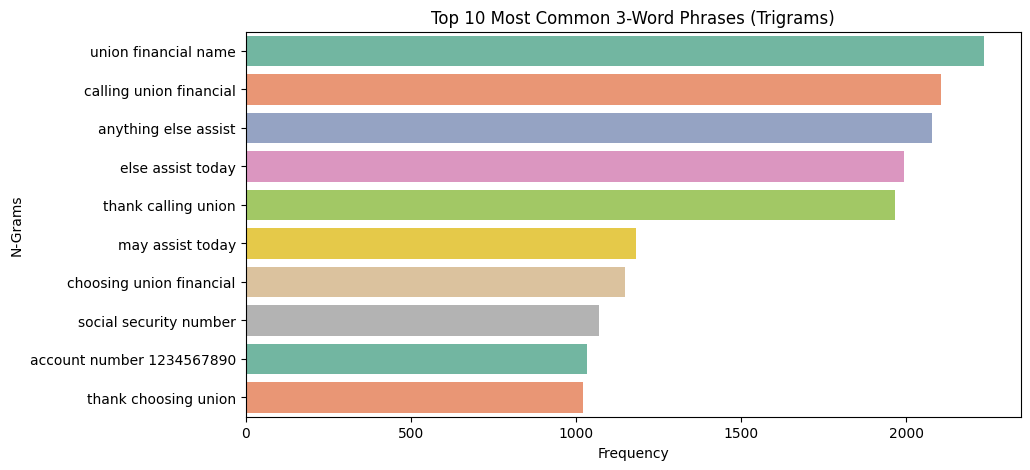 Top 10 Most Common 3-Word Phrases (Trigrams)
union financial name
calling union financial
anything else assist
else assist today
thank calling union
may assist today
choosing union financial
social security number
account number 1234567890
thank choosing union
N-Grams
0 500 1000 1500 2000
Frequency